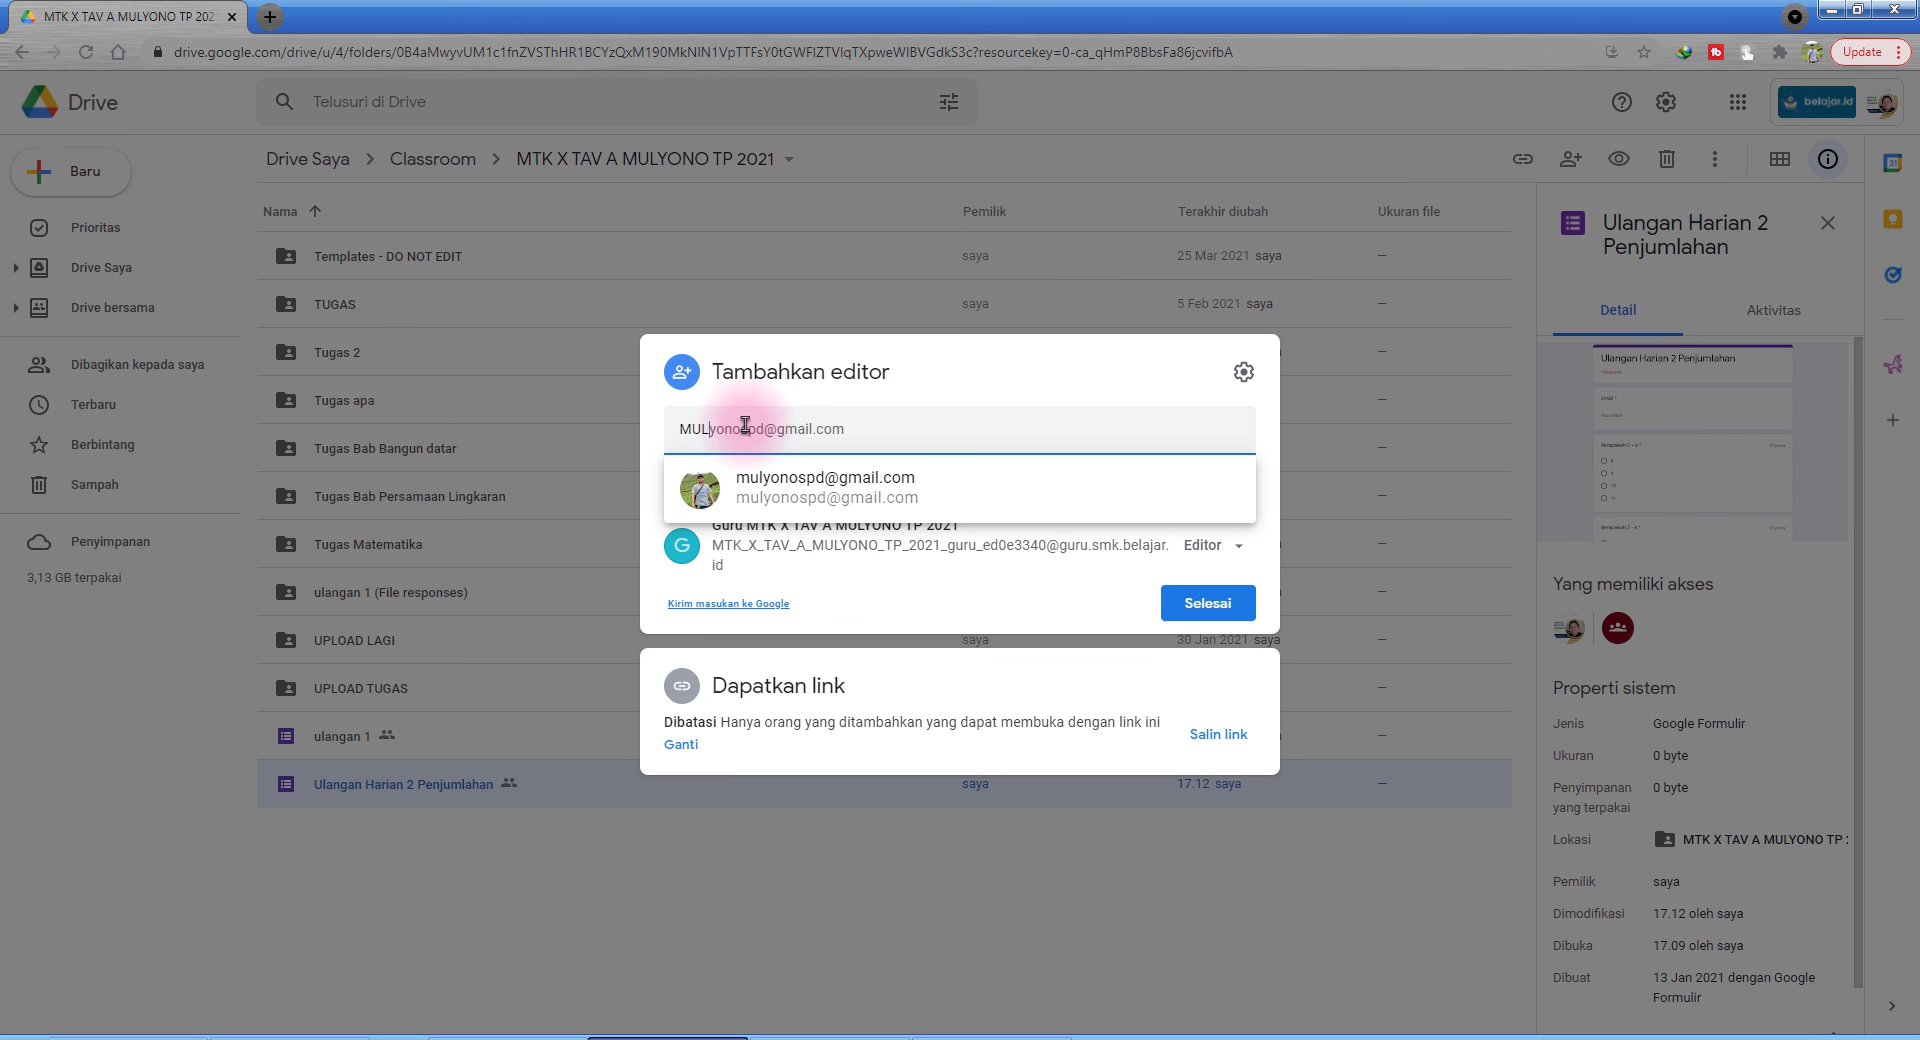 MTK X TAV A MULYONO TP 202
drive.google.com/drive/u/4/folders/0B4aMwyvUM1c1fnZVSThHR1BCYzQxM190MkNlN1VpTTFsY0tGWFlZTVlqTXpweWlBVGdkS3c?resourcekey=0-ca_qHmP8BbsFa86jcvifbA
Update
Drive
Telusuri di Drive
belajar.id
Baru
Drive Saya
Classroom
MTK X TAV A MULYONO TP 2021
Prioritas
Drive Saya
Drive bersama
Dibagikan kepada saya
Terbaru
Berbintang
Sampah
Penyimpanan
3,13 GB terpakai
Nama Pemilik Terakhir diubah Ukuran file
Templates - DO NOT EDIT saya 25 Mar 2021 saya —
TUGAS saya 5 Feb 2021 saya —
Tugas 2 —
Tugas apa —
Tugas Bab Bangun datar —
Tugas Bab Persamaan Lingkaran —
Tugas Matematika —
ulangan 1 (File responses) —
UPLOAD LAGI saya 30 Jan 2021 saya —
UPLOAD TUGAS —
ulangan 1 —
Ulangan Harian 2 Penjumlahan saya 17.12 saya —
Tambahkan editor
MULyonospd@gmail.com
mulyonospd@gmail.com
mulyonospd@gmail.com
Guru MTK X TAV A MULYONO TP 2021
G
MTK_X_TAV_A_MULYONO_TP_2021_guru_ed0e3340@guru.smk.belajar.
id
Editor
Kirim masukan ke Google
Selesai
Dapatkan link
Dibatasi Hanya orang yang ditambahkan yang dapat membuka dengan link ini
Ganti
Salin link
Ulangan Harian 2
Penjumlahan
Detail
Aktivitas
Ulangan Harian 2 Penjumlahan
Email *
Yang memiliki akses
Properti sistem
Jenis Google Formulir
Ukuran 0 byte
Penyimpanan 0 byte
yang terpakai
Lokasi MTK X TAV A MULYONO TP 2
Pemilik saya
Dimodifikasi 17.12 oleh saya
Dibuka 17.09 oleh saya
Dibuat 13 Jan 2021 dengan Google
Formulir
31